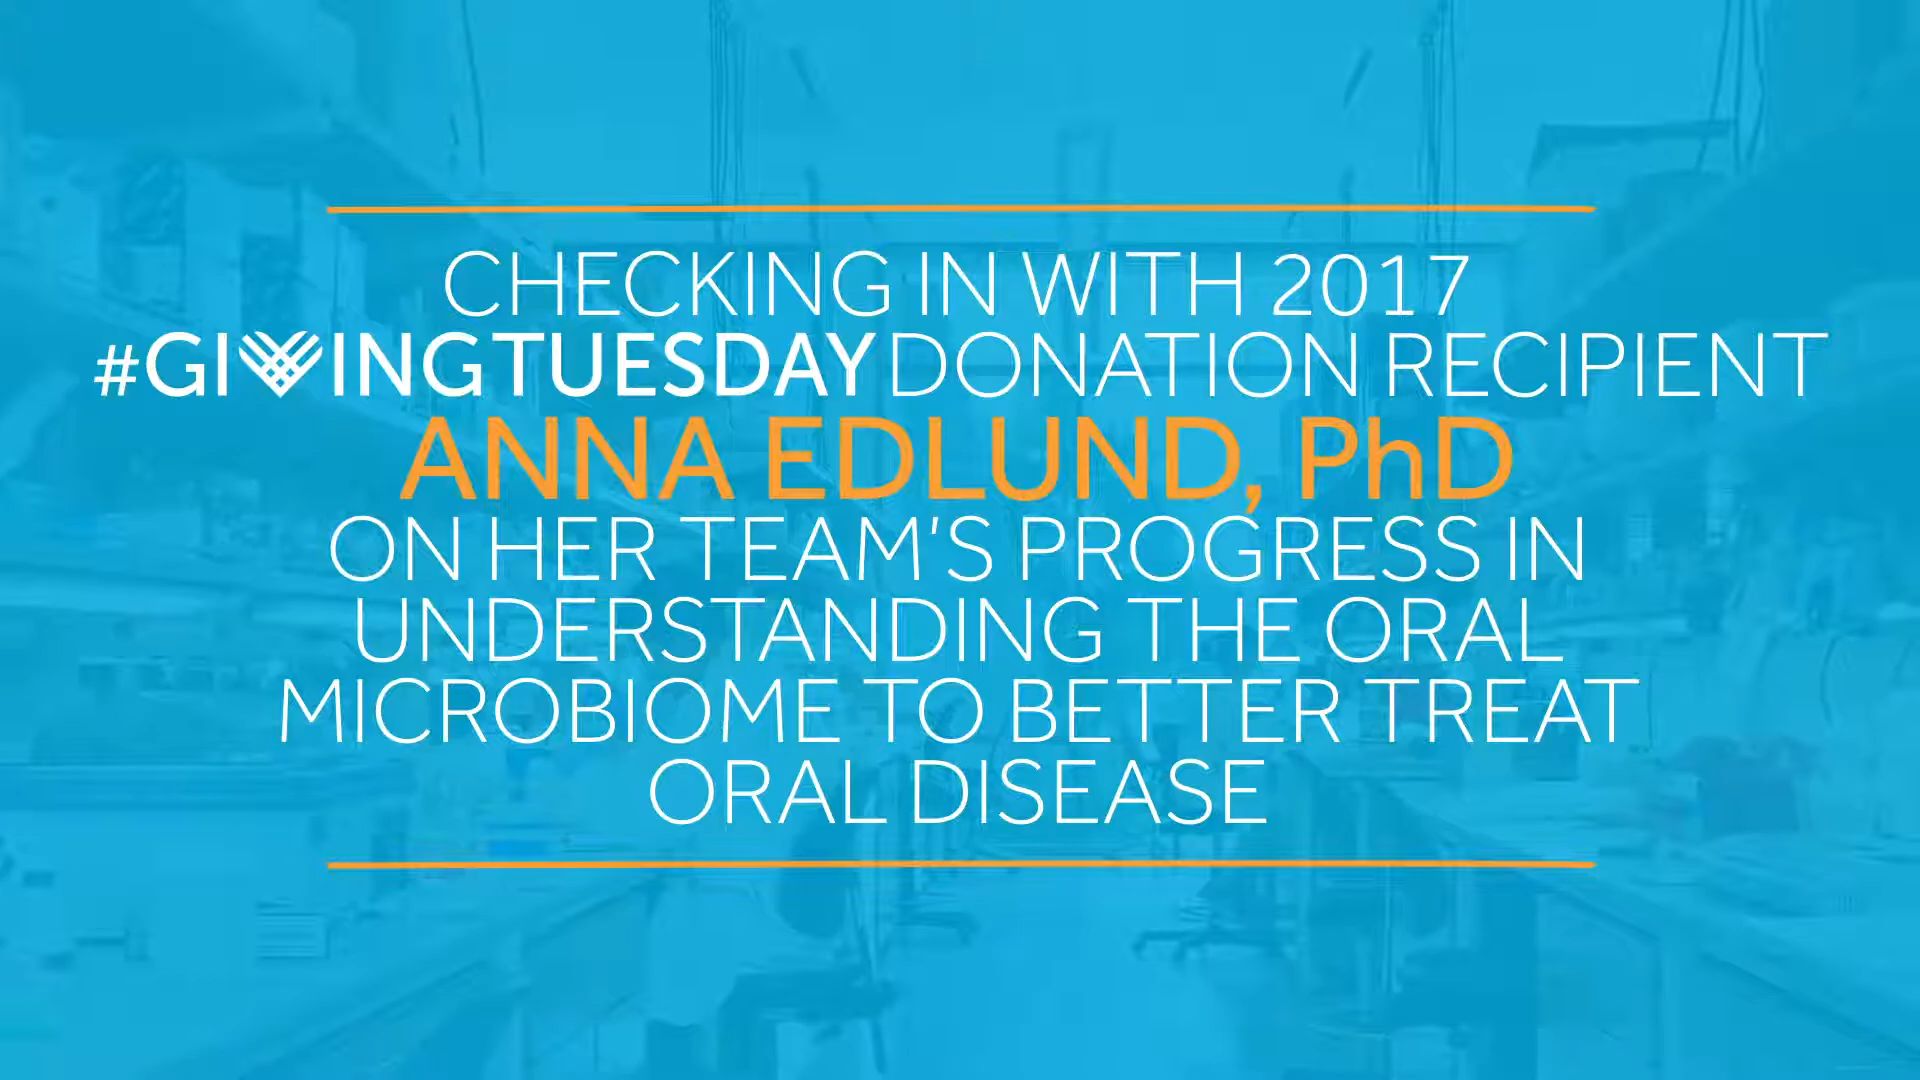 CHECKING IN WITH 2017
#GIVINGTUESDAY DONATION RECIPIENT
ANNA EDLUND, PhD
ON HER TEAM'S PROGRESS IN
UNDERSTANDING THE ORAL
MICROBIOME TO BETTER TREAT
ORAL DISEASE